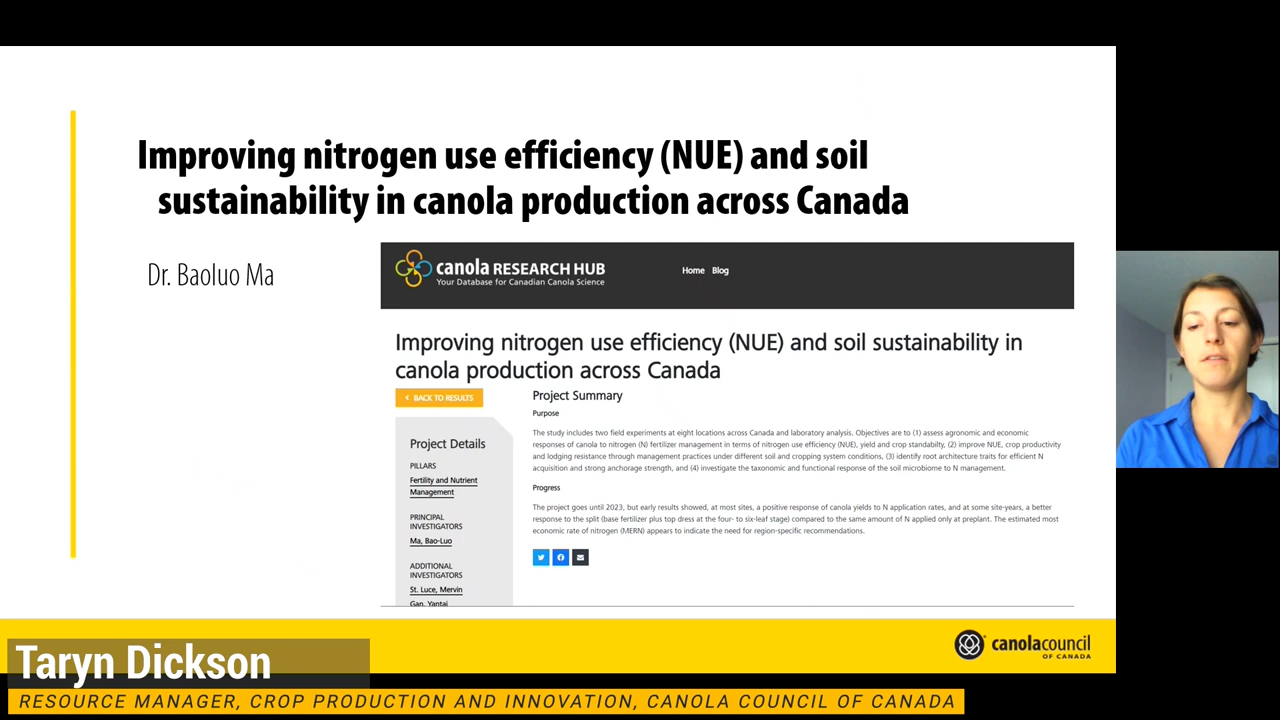 Improving nitrogen use efficiency (NUE) and soil
sustainability in canola production across Canada
Dr. Baoluo Ma
canola RESEARCH HUB
Your Database for Canadian Canola Science
Home Blog
Improving nitrogen use efficiency (NUE) and soil sustainability in
canola production across Canada
< BACK TO RESULTS
Project Details
PILLARS
Fertility and Nutrient
Management
PRINCIPAL
INVESTIGATORS
Ma, Bao-Luo
ADDITIONAL
INVESTIGATORS
St. Luce, Mervin
Gan, Yantai
Project Summary
Purpose
The study includes two field experiments at eight locations across Canada and laboratory analysis. Objectives are to (1) assess agronomic and economic
responses of canola to nitrogen (N) fertilizer management in terms of nitrogen use efficiency (NUE), yield and crop standabilty, (2) improve NUE, crop productivity
and lodging resistance through management practices under different soil and cropping system conditions, (3) identify root architecture traits for efficient N
acquisition and strong anchorage strength, and (4) investigate the taxonomic and functional response of the soil microbiome to N management.
Progress
The project goes until 2023, but early results showed, at most sites, a positive response of canola yields to N application rates, and at some site-years, a better
response to the split (base fertilizer plus top dress at the four- to six-leaf stage) compared to the same amount of N applied only at preplant. The estimated most
economic rate of nitrogen (MERN) appears to indicate the need for region-specific recommendations.
canolacouncil
OF CANADA
Taryn Dickson
RESOURCE MANAGER, CROP PRODUCTION AND INNOVATION, CANOLA COUNCIL OF CANADA